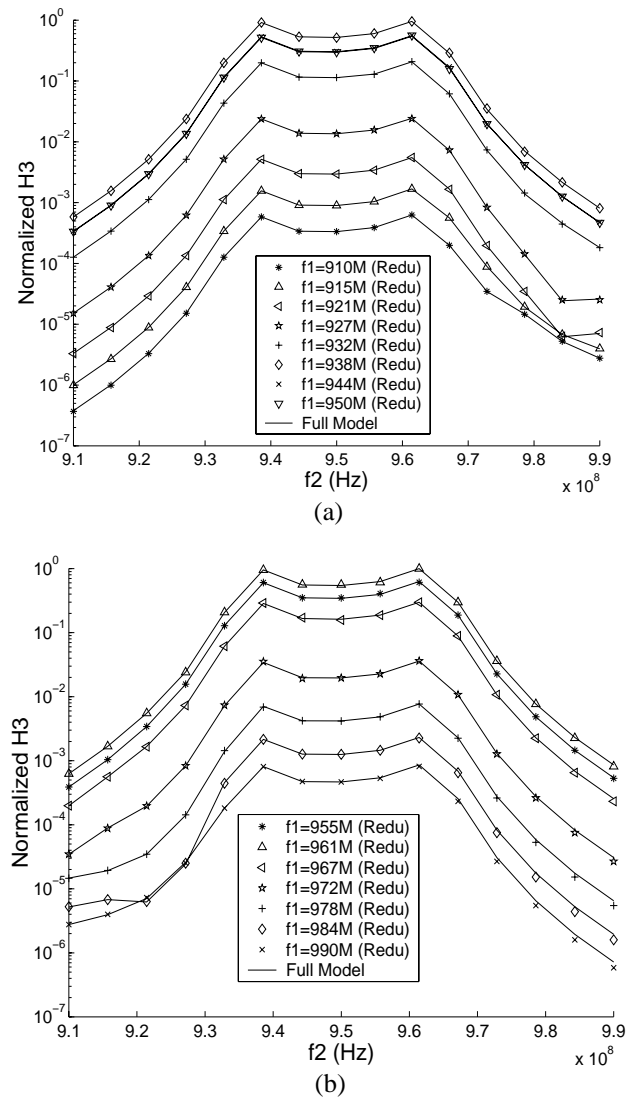 10^0
10^-1
10^-2
10^-3
10^-4
10^-5
10^-6
10^-7
Normalized H3
f1=910M (Redu)
f1=915M (Redu)
f1=921M (Redu)
f1=927M (Redu)
f1=932M (Redu)
f1=938M (Redu)
f1=944M (Redu)
f1=950M (Redu)
Full Model
9.1 9.2 9.3 9.4 9.5 9.6 9.7 9.8 9.9
f2 (Hz)
x 10^8
(a)
10^0
10^-1
10^-2
10^-3
10^-4
10^-5
10^-6
10^-7
Normalized H3
f1=955M (Redu)
f1=961M (Redu)
f1=967M (Redu)
f1=972M (Redu)
f1=978M (Redu)
f1=984M (Redu)
f1=990M (Redu)
Full Model
9.1 9.2 9.3 9.4 9.5 9.6 9.7 9.8 9.9
f2 (Hz)
x 10^8
(b)